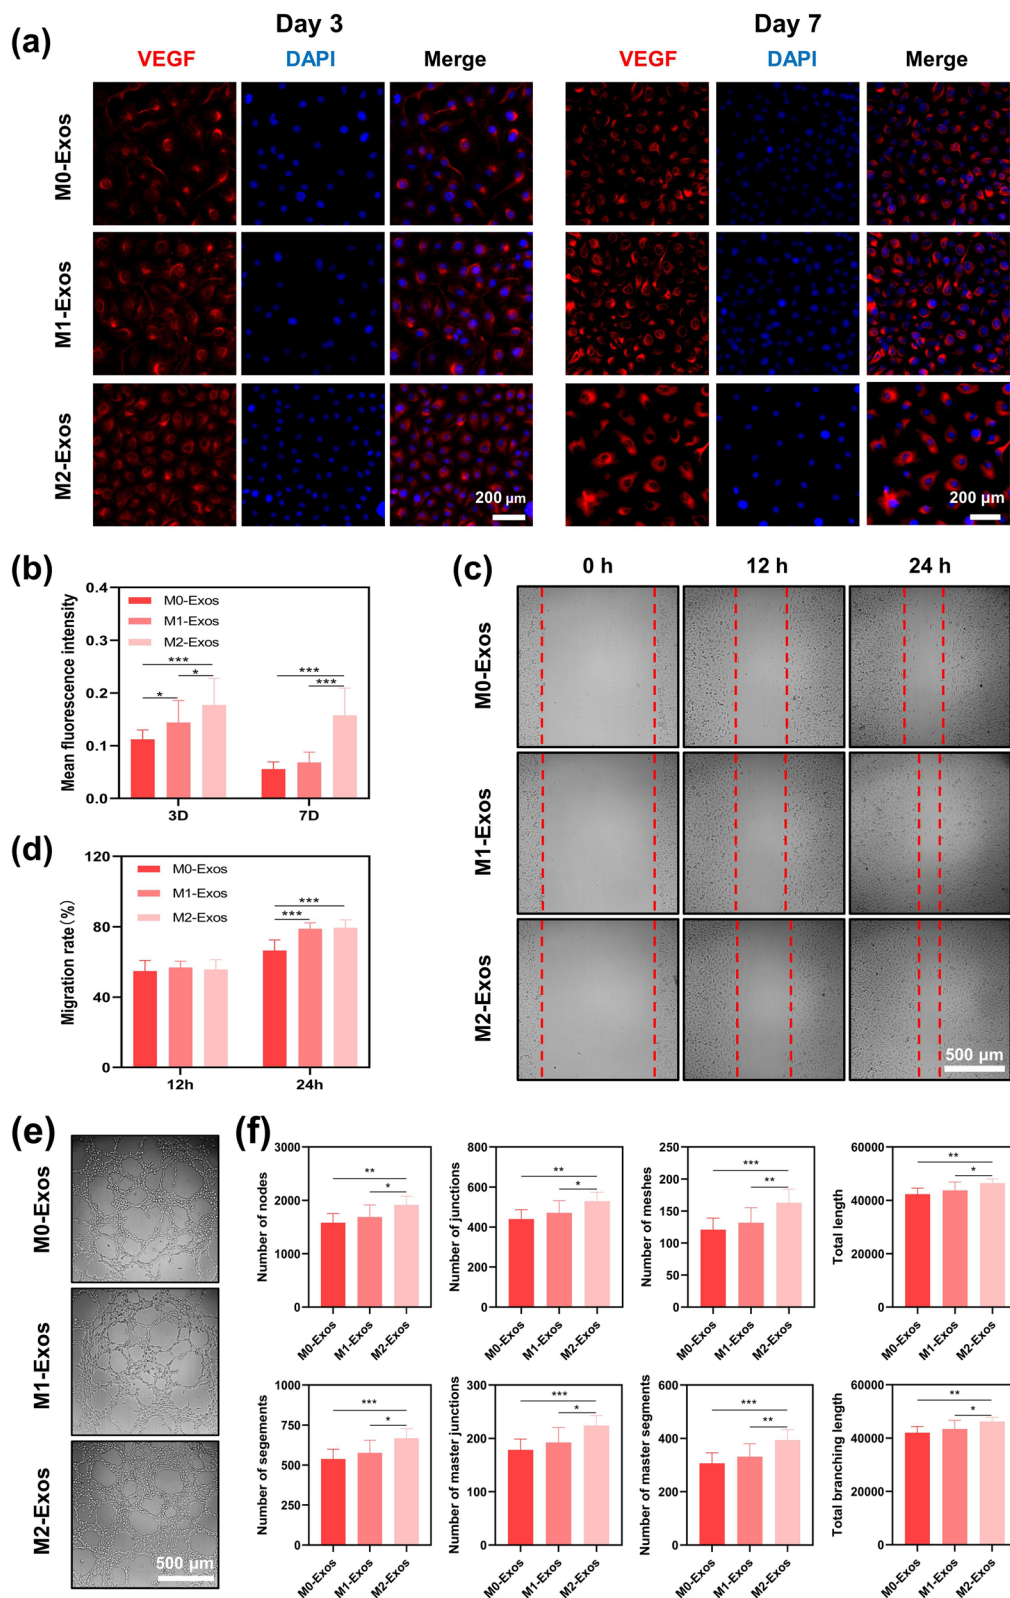 (a)
Day 3
Day 7
VEGF
DAPI
Merge
VEGF
DAPI
Merge
M0-Exos
M1-Exos
M2-Exos
200 µm
200 µm
(b)
Mean fluorescence intensity
0.4
0.3
0.2
0.1
0.0
M0-Exos
M1-Exos
M2-Exos
***
*
*
***
***
3D
7D
(c)
0 h
12 h
24 h
M0-Exos
M1-Exos
M2-Exos
500 µm
(d)
Migration rate(%)
120
80
40
0
M0-Exos
M1-Exos
M2-Exos
***
***
12h
24h
(e)
M0-Exos
M1-Exos
M2-Exos
500 µm
(f)
Number of nodes
3000
2000
1000
0
**
*
M0-Exos
M1-Exos
M2-Exos
Number of junctions
800
600
400
200
0
**
*
M0-Exos
M1-Exos
M2-Exos
Number of meshes
250
200
150
100
50
0
***
**
M0-Exos
M1-Exos
M2-Exos
Total length
60000
40000
20000
0
**
*
M0-Exos
M1-Exos
M2-Exos
Number of segements
1000
750
500
250
0
***
*
M0-Exos
M1-Exos
M2-Exos
Number of master junctions
300
200
100
0
***
*
M0-Exos
M1-Exos
M2-Exos
Number of master segments
600
400
200
0
***
**
M0-Exos
M1-Exos
M2-Exos
Total branching length
60000
40000
20000
0
**
*
M0-Exos
M1-Exos
M2-Exos